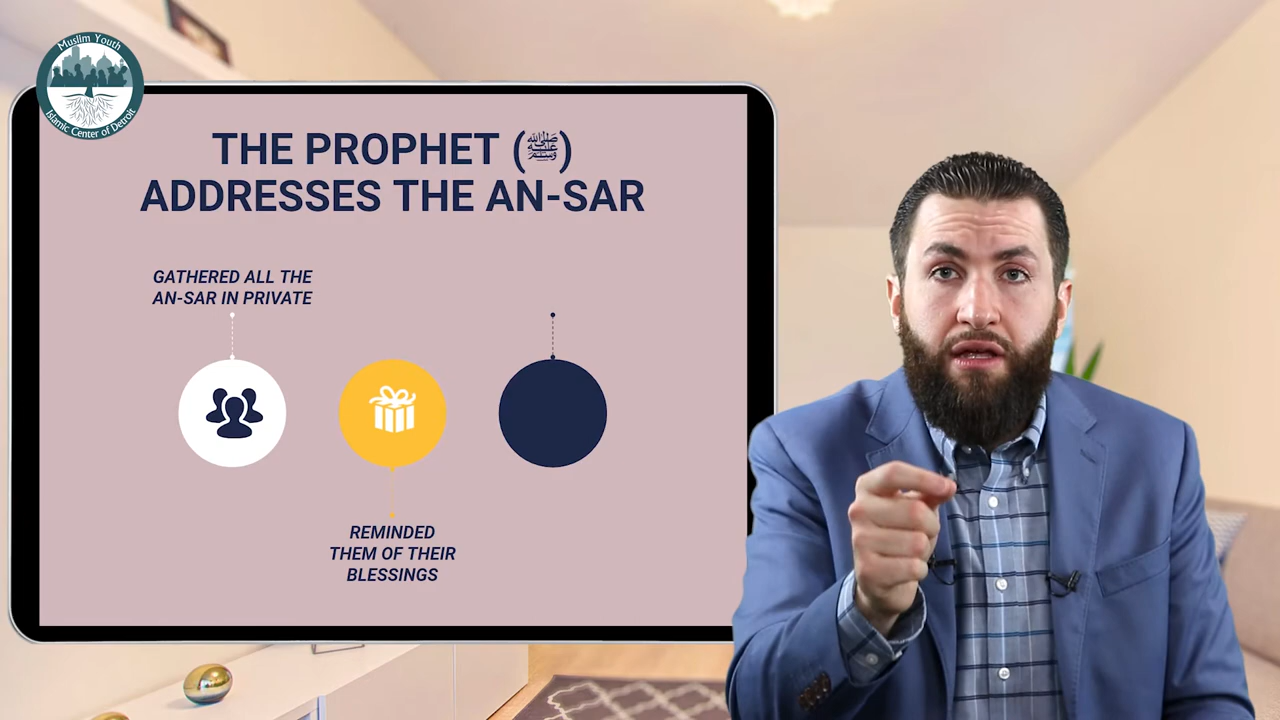 Muslim Youth
Islamic Center of Detroit
THE PROPHET (ﷺ)
ADDRESSES THE AN-SAR
GATHERED ALL THE
AN-SAR IN PRIVATE
REMINDED
THEM OF THEIR
BLESSINGS